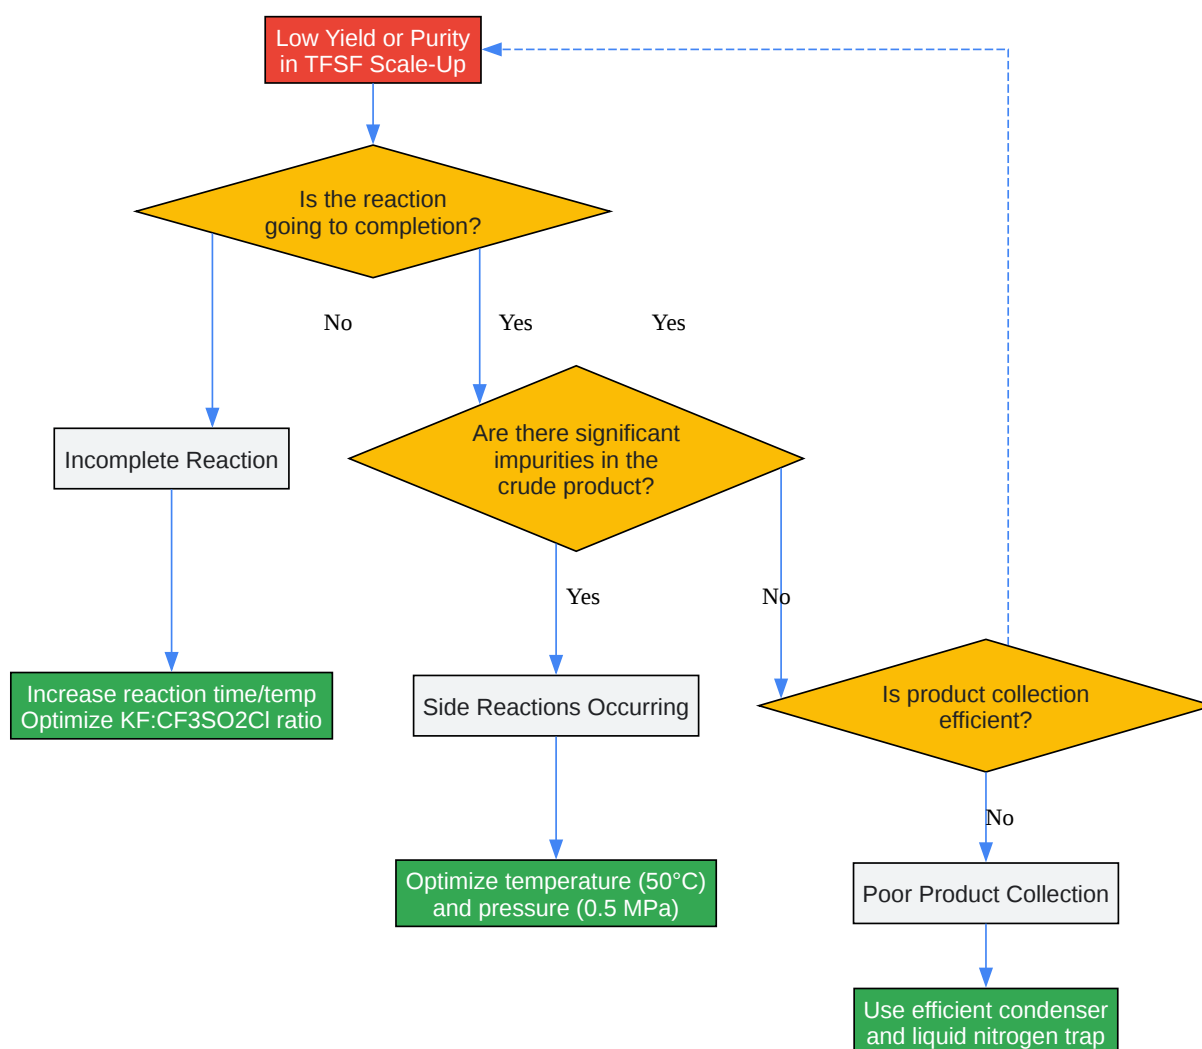 Low Yield or Purity
in TFSF Scale-Up
Is the reaction
going to completion?
No
Yes
Yes
Are there significant
impurities in the
crude product?
Incomplete Reaction
Yes
No
Increase reaction time/temp
Optimize KF:CF3SO2Cl ratio
Side Reactions Occurring
Is product collection
efficient?
No
Optimize temperature (50°C)
and pressure (0.5 MPa)
Poor Product Collection
Use efficient condenser
and liquid nitrogen trap